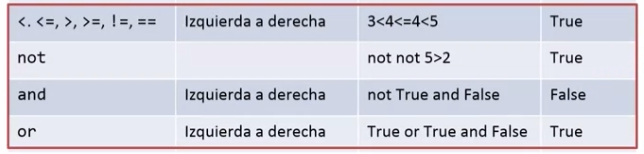 <. <=, >, >=, !=, == Izquierda a derecha 3<4<=4<5 True
not not not 5>2 True
and Izquierda a derecha not True and False False
or Izquierda a derecha True or True and False True